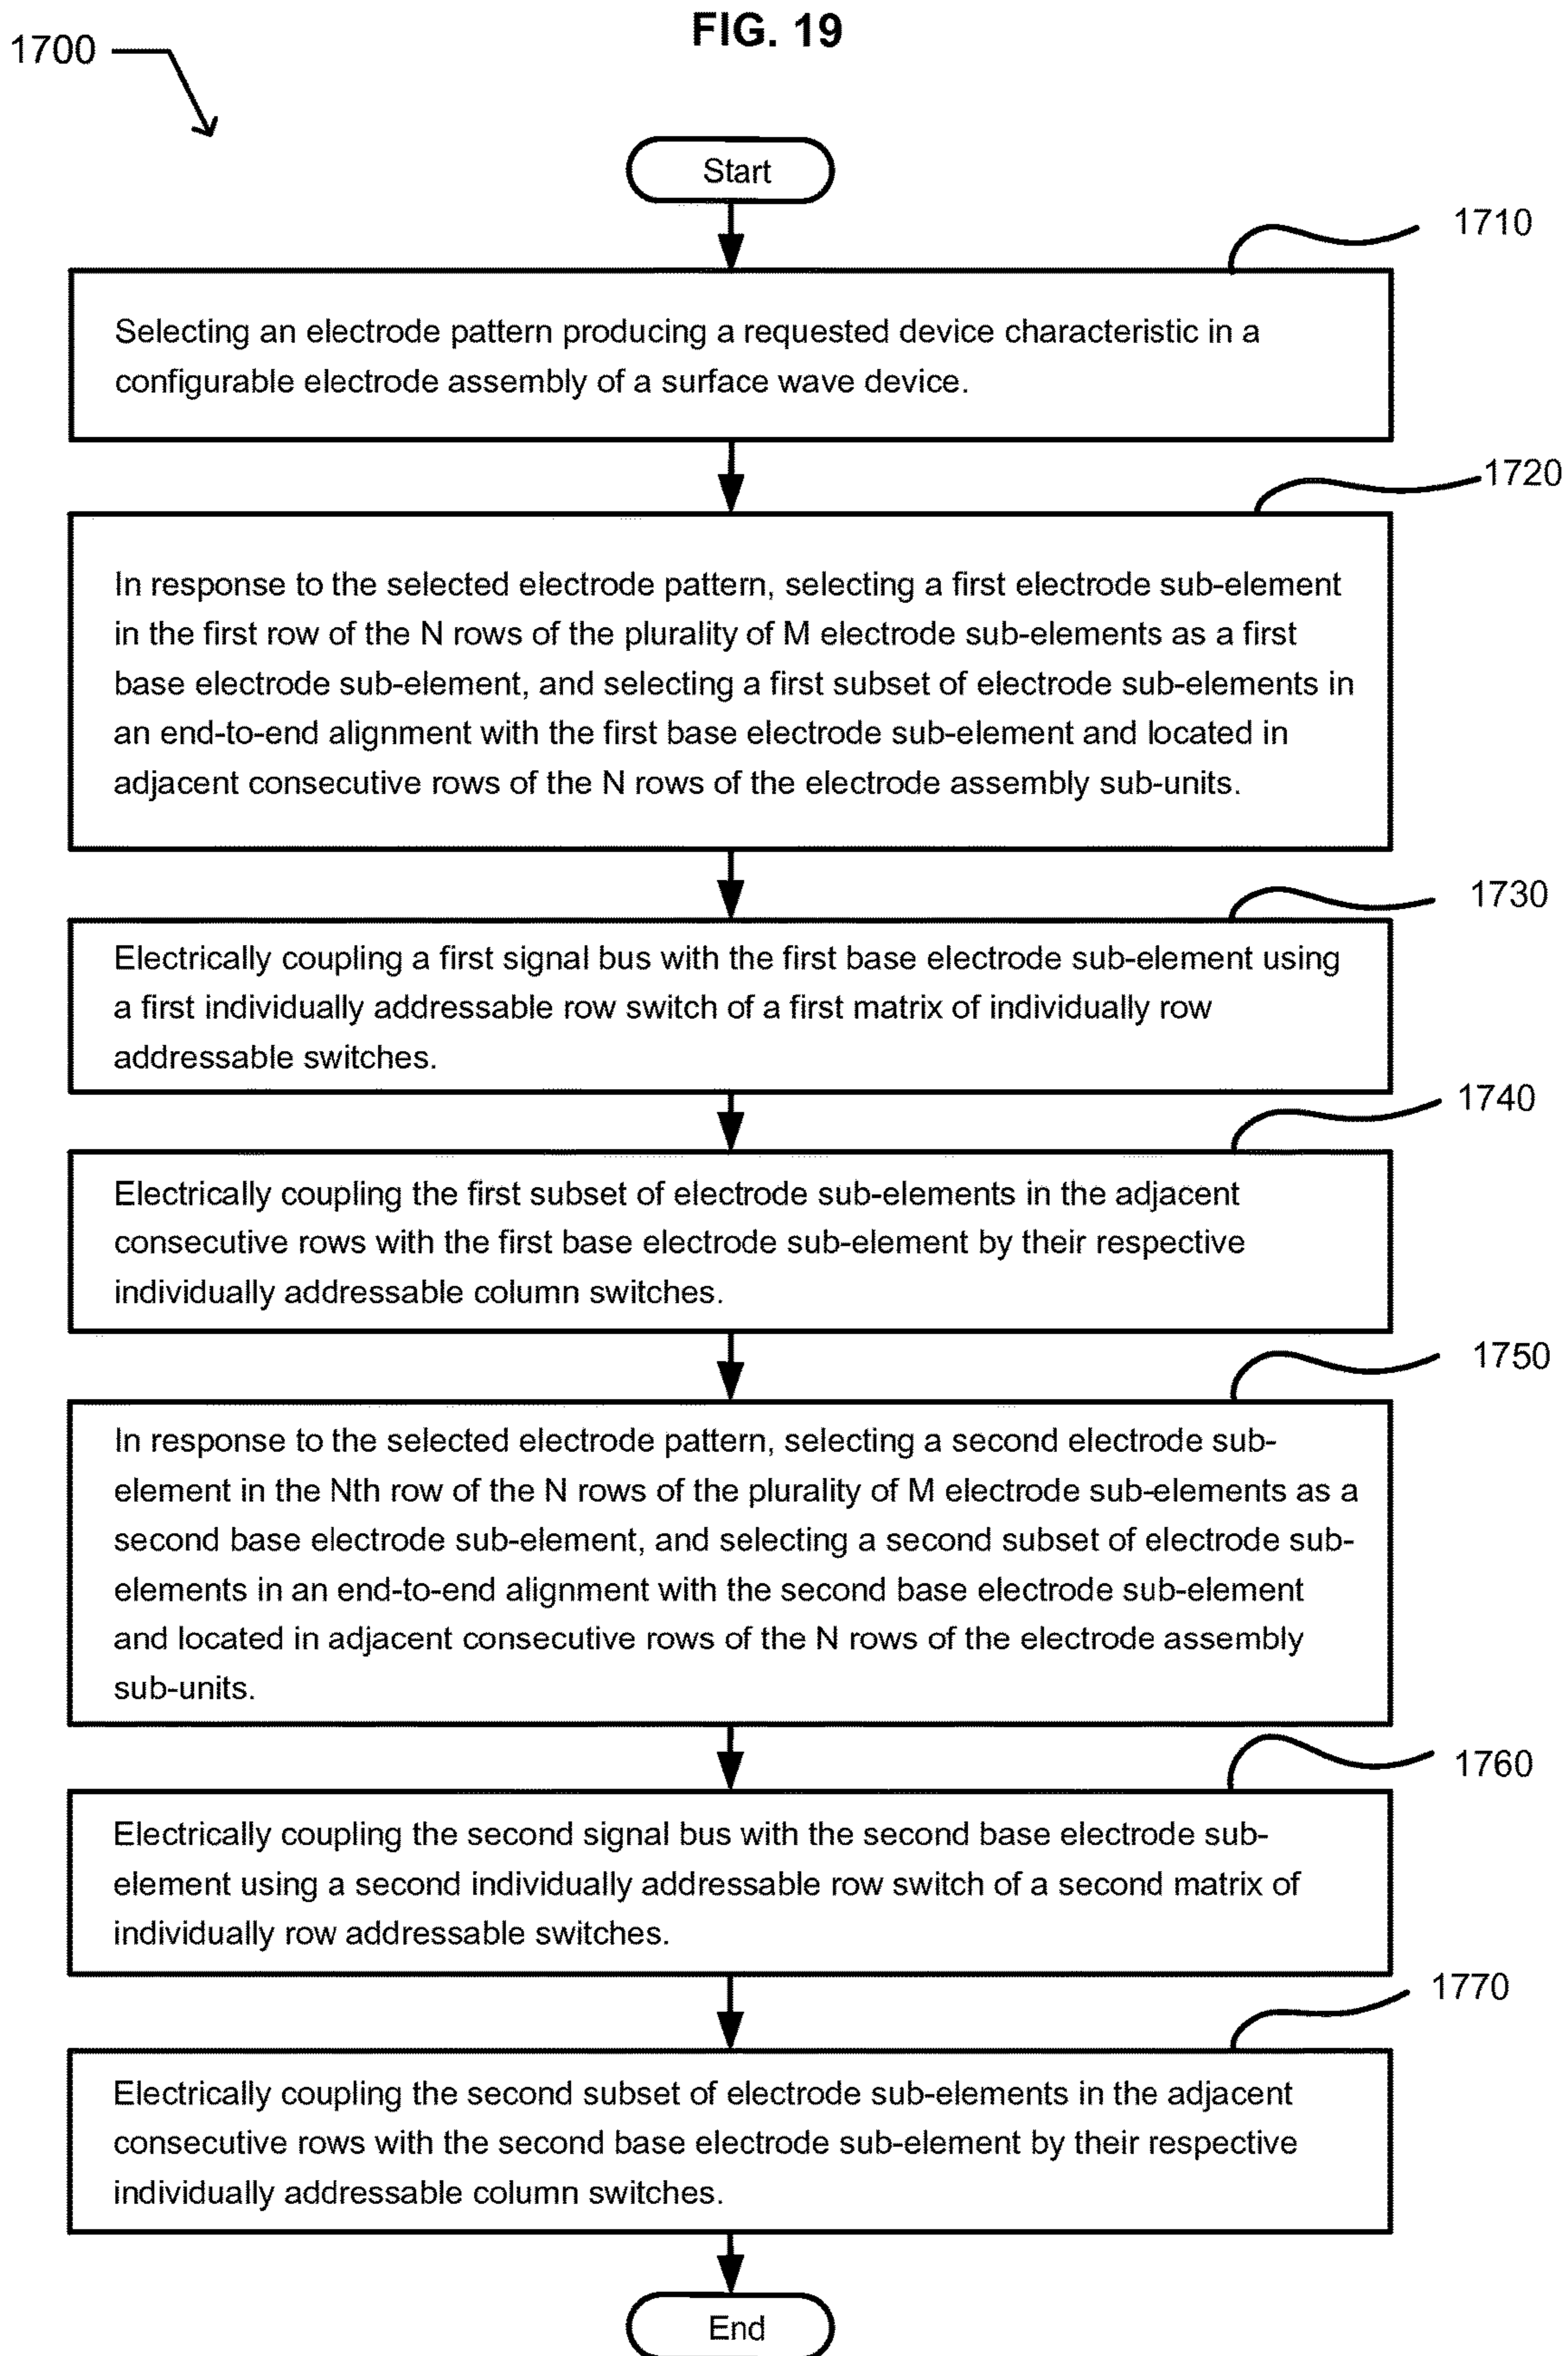 FIG. 19
1700
Start
1710
Selecting an electrode pattern producing a requested device characteristic in a
configurable electrode assembly of a surface wave device.
1720
In response to the selected electrode pattern, selecting a first electrode sub-element
in the first row of the N rows of the plurality of M electrode sub-elements as a first
base electrode sub-element, and selecting a first subset of electrode sub-elements in
an end-to-end alignment with the first base electrode sub-element and located in
adjacent consecutive rows of the N rows of the electrode assembly sub-units.
1730
Electrically coupling a first signal bus with the first base electrode sub-element using
a first individually addressable row switch of a first matrix of individually row
addressable switches.
1740
Electrically coupling the first subset of electrode sub-elements in the adjacent
consecutive rows with the first base electrode sub-element by their respective
individually addressable column switches.
1750
In response to the selected electrode pattern, selecting a second electrode sub-
element in the Nth row of the N rows of the plurality of M electrode sub-elements as a
second base electrode sub-element, and selecting a second subset of electrode sub-
elements in an end-to-end alignment with the second base electrode sub-element
and located in adjacent consecutive rows of the N rows of the electrode assembly
sub-units.
1760
Electrically coupling the second signal bus with the second base electrode sub-
element using a second individually addressable row switch of a second matrix of
individually row addressable switches.
1770
Electrically coupling the second subset of electrode sub-elements in the adjacent
consecutive rows with the second base electrode sub-element by their respective
individually addressable column switches.
End